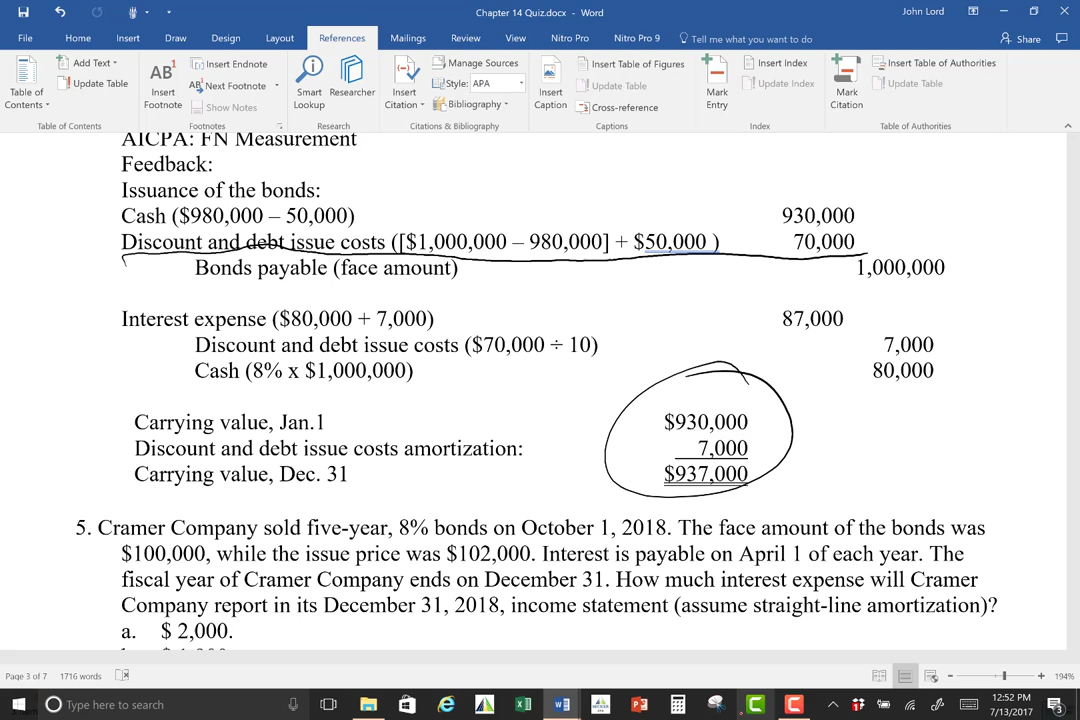 Chapter 14 Quiz.docx - Word
John Lord
File Home Insert Draw Design Layout References Mailings Review View Nitro Pro Nitro Pro 9 Tell me what you want to do Share
Table of Contents
Add Text
Update Table
Table of Contents
AB1 Insert Footnote
Insert Endnote
Next Footnote
Show Notes
Footnotes
Smart Lookup
Researcher
Research
Insert Citation
Manage Sources
Style: APA
Bibliography
Citations & Bibliography
Insert Caption
Insert Table of Figures
Update Table
Cross-reference
Captions
Mark Entry
Insert Index
Update Index
Index
Mark Citation
Insert Table of Authorities
Update Table
Table of Authorities
AICPA: FN Measurement
Feedback:
Issuance of the bonds:
Cash ($980,000 – 50,000) 930,000
Discount and debt issue costs ([$1,000,000 – 980,000] + $50,000 ) 70,000
Bonds payable (face amount) 1,000,000
Interest expense ($80,000 + 7,000) 87,000
Discount and debt issue costs ($70,000 ÷ 10) 7,000
Cash (8% x $1,000,000) 80,000
Carrying value, Jan.1 $930,000
Discount and debt issue costs amortization: 7,000
Carrying value, Dec. 31 $937,000
5. Cramer Company sold five-year, 8% bonds on October 1, 2018. The face amount of the bonds was
$100,000, while the issue price was $102,000. Interest is payable on April 1 of each year. The
fiscal year of Cramer Company ends on December 31. How much interest expense will Cramer
Company report in its December 31, 2018, income statement (assume straight-line amortization)?
a. $ 2,000.
Page 3 of 7 1716 words 194%
Type here to search
12:52 PM
7/13/2017